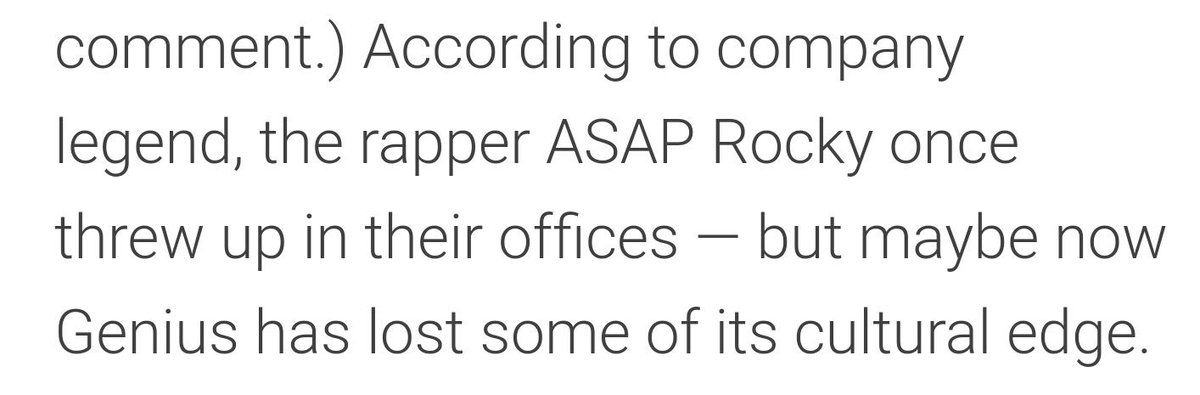 comment.) According to company
legend, the rapper ASAP Rocky once
threw up in their offices — but maybe now
Genius has lost some of its cultural edge.